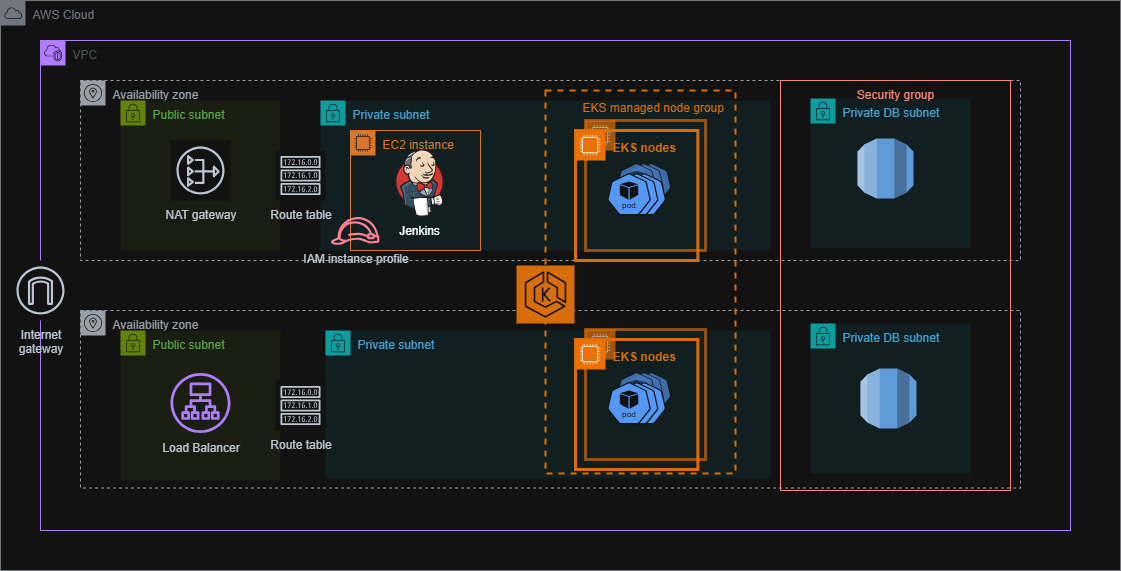 AWS Cloud
VPC
Availability zone
Public subnet
NAT gateway
172.16.0.0
172.16.1.0
172.16.2.0
Route table
Private subnet
EC2 instance
Jenkins
IAM instance profile
EKS managed node group
EKS nodes
pod
Security group
Private DB subnet
Internet
gateway
K
Availability zone
Public subnet
Load Balancer
172.16.0.0
172.16.1.0
172.16.2.0
Route table
Private subnet
EKS nodes
pod
Private DB subnet